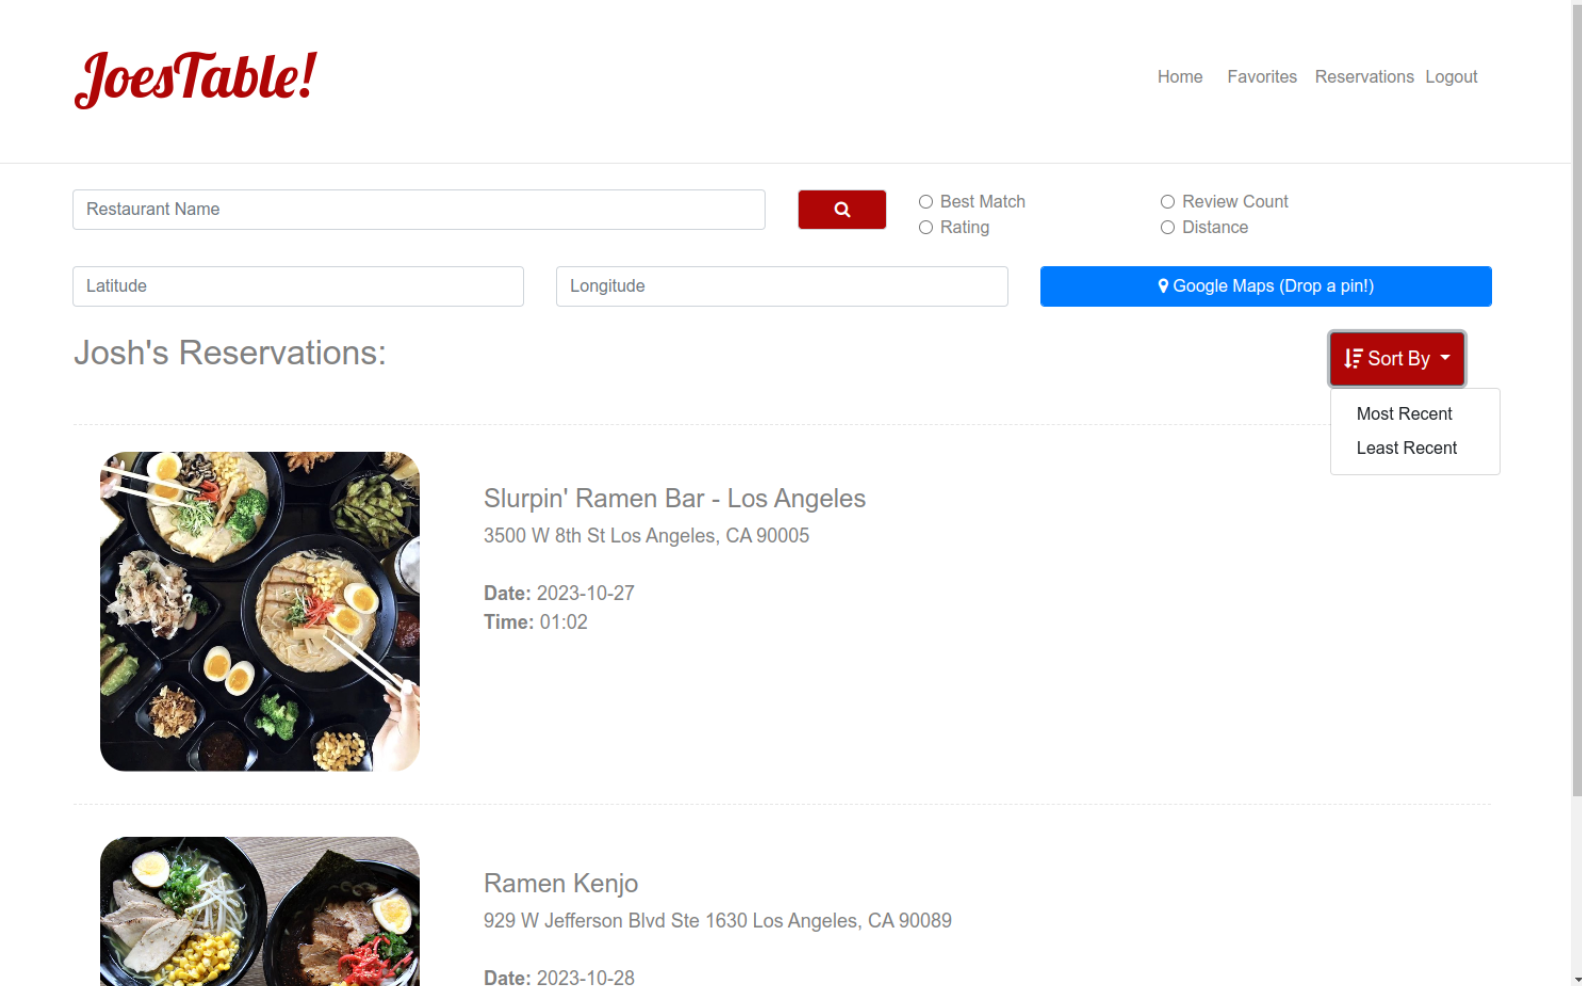 JoesTable!
Home Favorites Reservations Logout
Restaurant Name
Best Match
Review Count
Rating
Distance
Latitude
Longitude
Google Maps (Drop a pin!)
Josh's Reservations:
Sort By
Most Recent
Least Recent
Slurpin' Ramen Bar - Los Angeles
3500 W 8th St Los Angeles, CA 90005
Date: 2023-10-27
Time: 01:02
Ramen Kenjo
929 W Jefferson Blvd Ste 1630 Los Angeles, CA 90089
Date: 2023-10-28